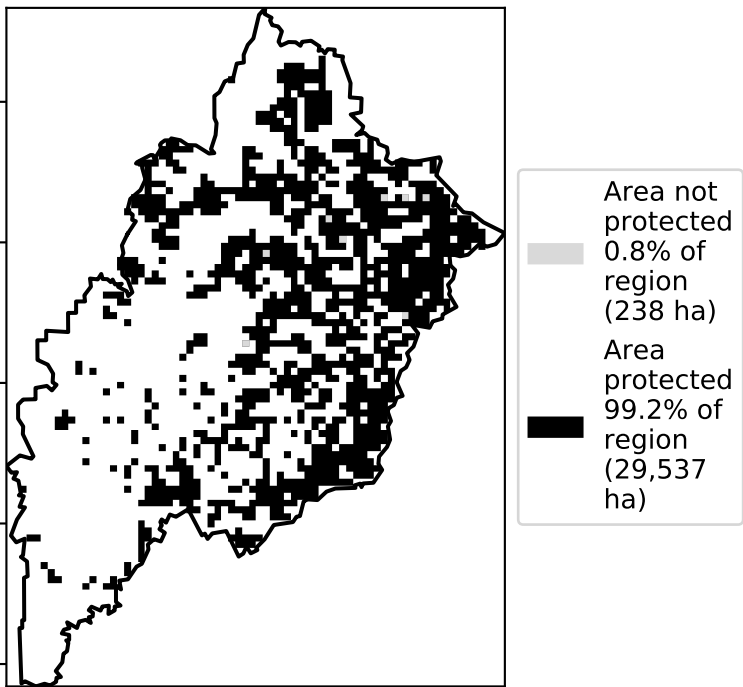 Area not
protected
0.8% of
region
(238 ha)
Area
protected
99.2% of
region
(29,537
ha)